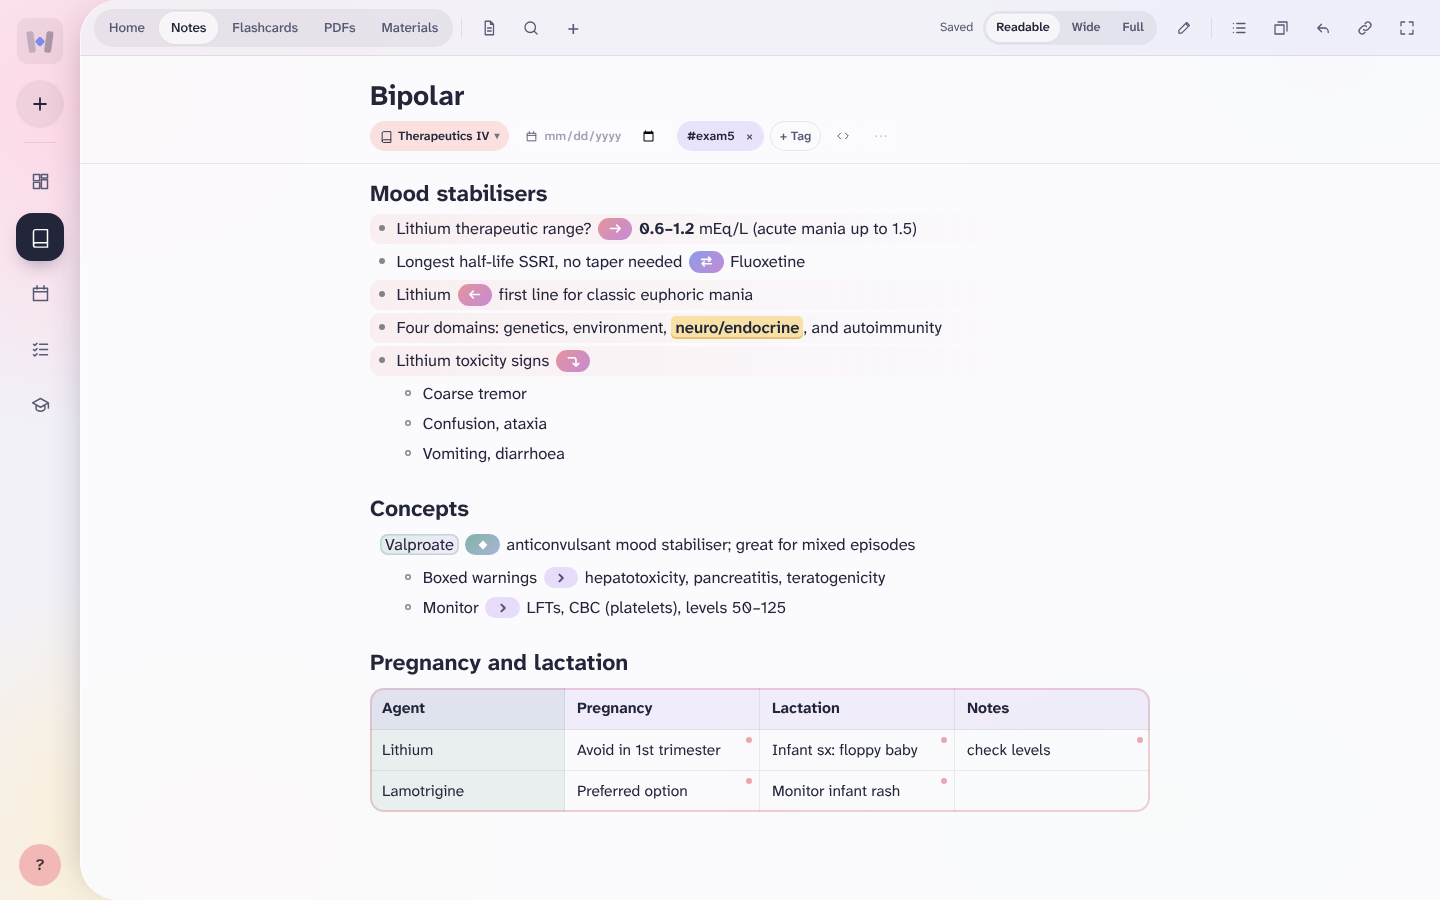 Home Notes Flashcards PDFs Materials Saved Readable Wide Full
Bipolar
Therapeutics IV mm/dd/yyyy #exam5 × + Tag
Mood stabilisers
Lithium therapeutic range? → 0.6–1.2 mEq/L (acute mania up to 1.5)
Longest half-life SSRI, no taper needed ⇄ Fluoxetine
Lithium ← first line for classic euphoric mania
Four domains: genetics, environment, neuro/endocrine, and autoimmunity
Lithium toxicity signs
Coarse tremor
Confusion, ataxia
Vomiting, diarrhoea
Concepts
Valproate anticonvulsant mood stabiliser; great for mixed episodes
Boxed warnings › hepatotoxicity, pancreatitis, teratogenicity
Monitor › LFTs, CBC (platelets), levels 50–125
Pregnancy and lactation
Agent Pregnancy Lactation Notes
Lithium Avoid in 1st trimester Infant sx: floppy baby check levels
Lamotrigine Preferred option Monitor infant rash
?